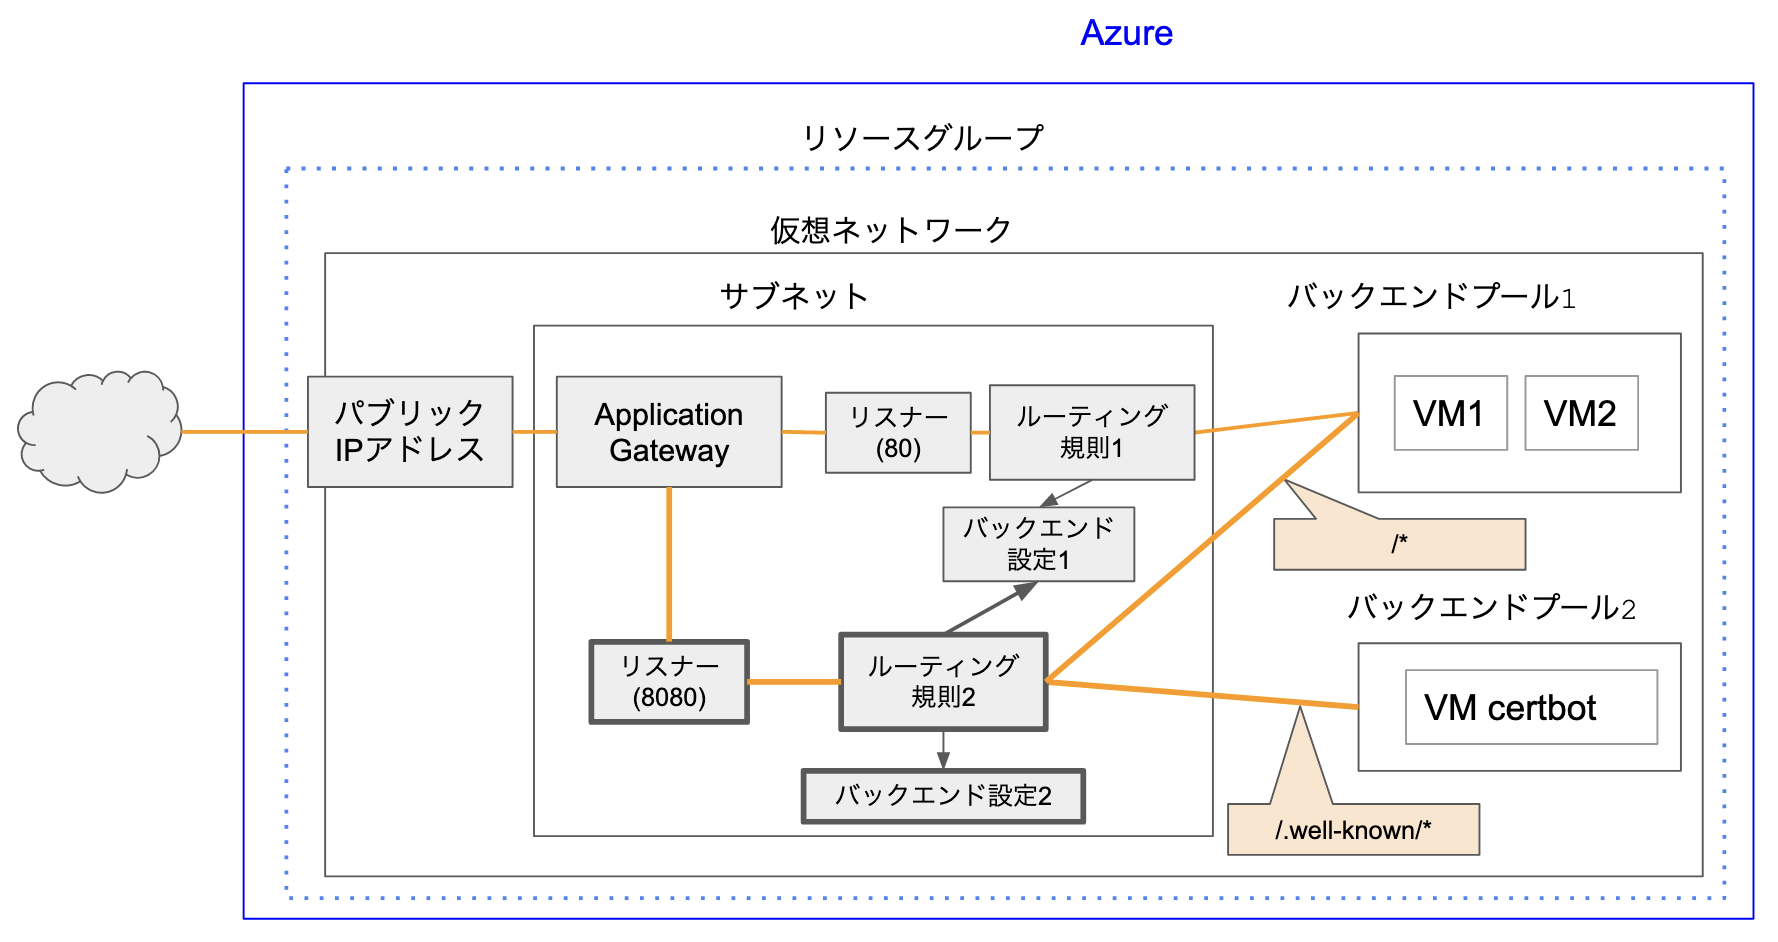 Azure
リソースグループ
仮想ネットワーク
サブネット
バックエンドプール1
パブリック
IPアドレス
Application
Gateway
リスナー
(80)
ルーティング
規則1
VM1
VM2
バックエンド
設定1
/*
バックエンドプール2
リスナー
(8080)
ルーティング
規則2
VM certbot
バックエンド設定2
/.well-known/*